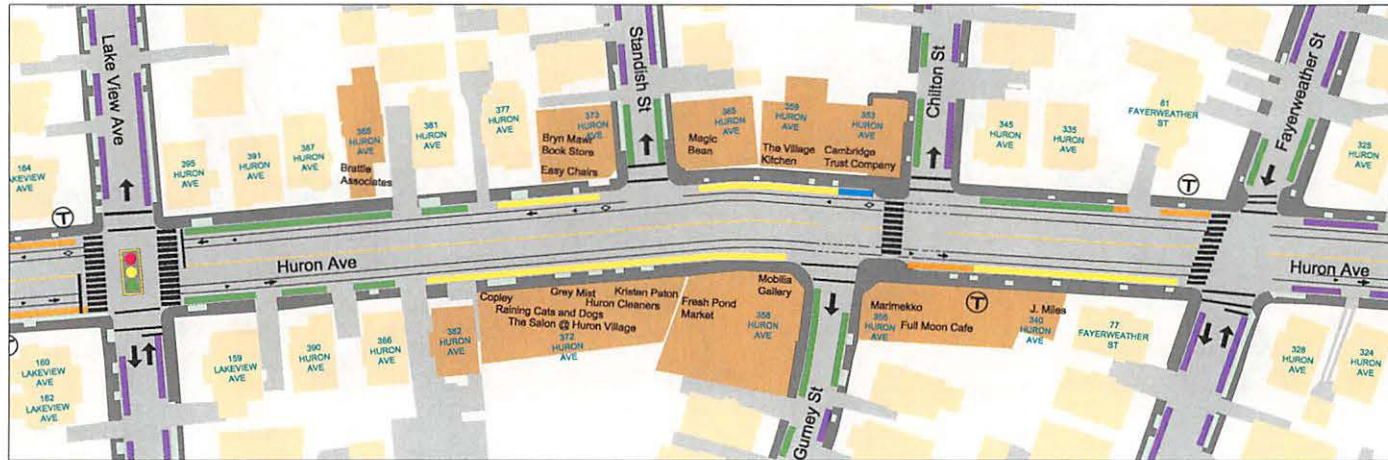 Lake View Ave
Standish St
Chilton St
Fayerweather St
164
LAKEVIEW
AVE
395
HURON
AVE
391
HURON
AVE
387
HURON
AVE
385
HURON
AVE
Brattle
Associates
381
HURON
AVE
377
HURON
AVE
373
HURON
AVE
Bryn Mawr
Book Store
Easy Chairs
Magic
Bean
365
HURON
AVE
359
HURON
AVE
The Village
Kitchen
353
HURON
AVE
Cambridge
Trust Company
345
HURON
AVE
335
HURON
AVE
81
FAYERWEATHER
ST
325
HURON
AVE
T
Huron Ave
Huron Ave
160
LAKEVIEW
AVE
162
LAKEVIEW
AVE
159
LAKEVIEW
AVE
390
HURON
AVE
386
HURON
AVE
382
HURON
AVE
Copley
Grey Mist
Kristen Paton
Raining Cats and Dogs
Huron Cleaners
The Salon @ Huron Village
372
HURON
AVE
Fresh Pond
Market
Mobilia
Gallery
358
HURON
AVE
Gurney St
Marimekko
356
HURON
AVE
Full Moon Cafe
T
J. Miles
340
HURON
AVE
77
FAYERWEATHER
ST
328
HURON
AVE
324
HURON
AVE
T
T